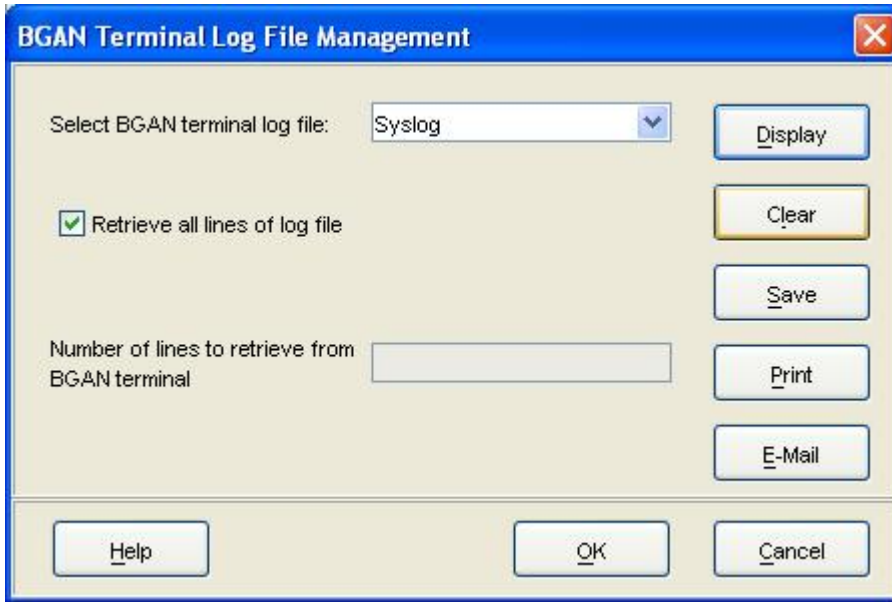 BGAN Terminal Log File Management
Select BGAN terminal log file:
Syslog
Display
Retrieve all lines of log file
Clear
Save
Number of lines to retrieve from
BGAN terminal
Print
E-Mail
Help
OK
Cancel